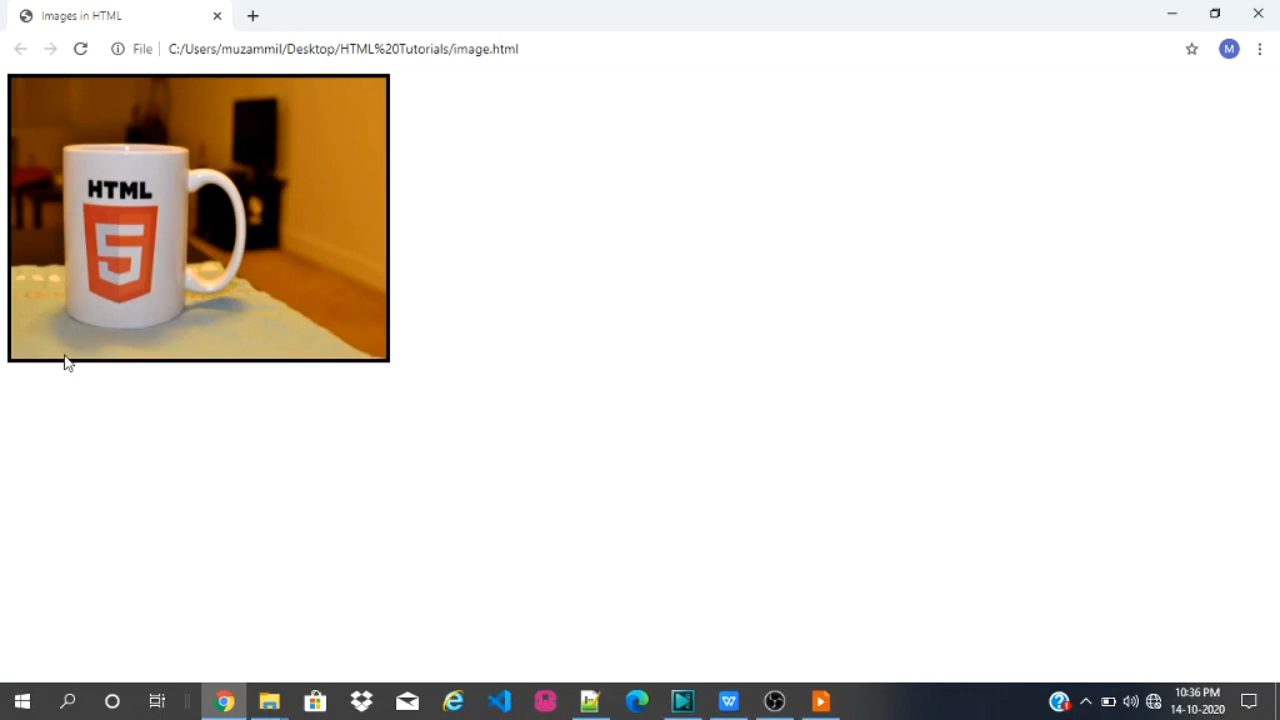 Images in HTML
File
C:/Users/muzammil/Desktop/HTML%20Tutorials/image.html
M
HTML
5
10:36 PM
14-10-2020